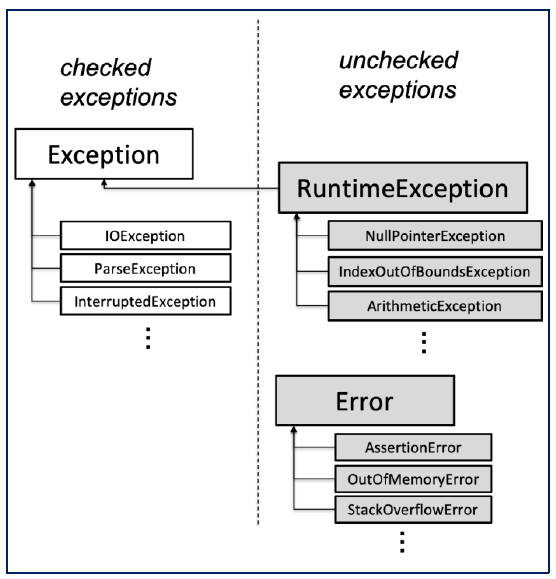 checked
exceptions
unchecked
exceptions
Exception
IOException
ParseException
InterruptedException
RuntimeException
NullPointerException
IndexOutOfBoundsException
ArithmeticException
Error
AssertionError
OutOfMemoryError
StackOverflowError